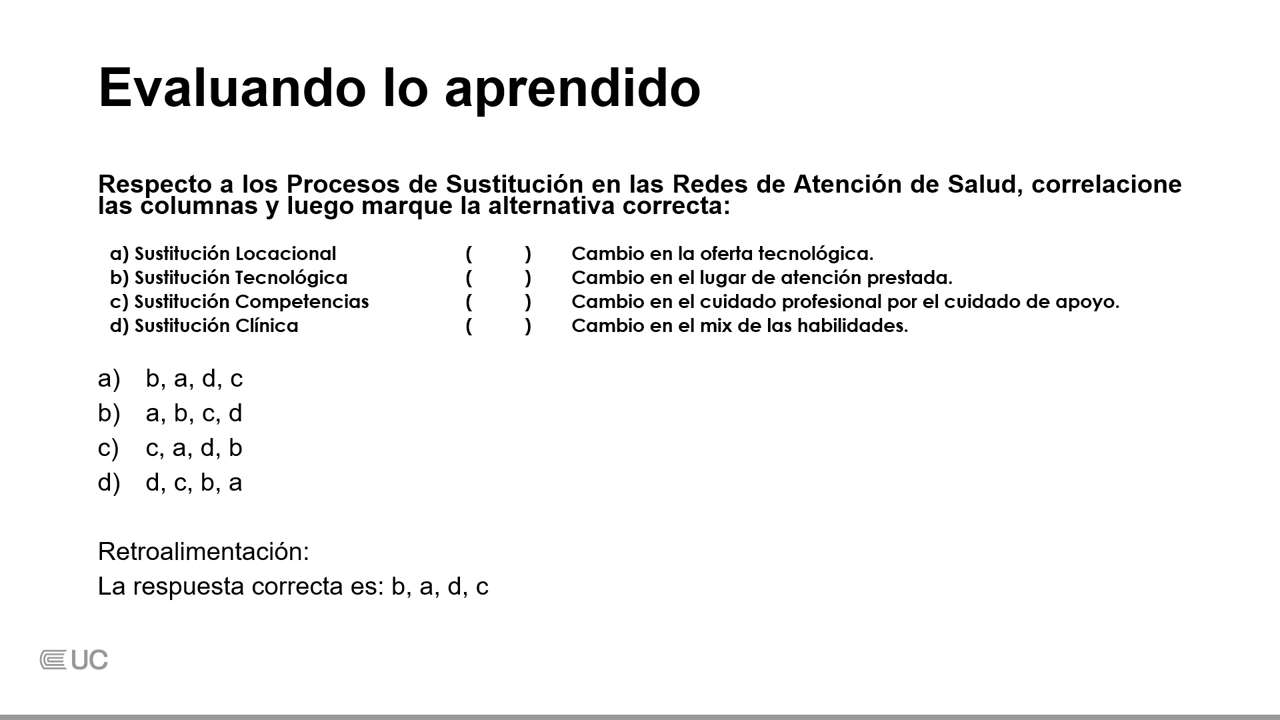 Evaluando lo aprendido
Respecto a los Procesos de Sustitución en las Redes de Atención de Salud, correlacione
las columnas y luego marque la alternativa correcta:
a) Sustitución Locacional ( ) Cambio en la oferta tecnológica.
b) Sustitución Tecnológica ( ) Cambio en el lugar de atención prestada.
c) Sustitución Competencias ( ) Cambio en el cuidado profesional por el cuidado de apoyo.
d) Sustitución Clínica ( ) Cambio en el mix de las habilidades.
a) b, a, d, c
b) a, b, c, d
c) c, a, d, b
d) d, c, b, a
Retroalimentación:
La respuesta correcta es: b, a, d, c
UC